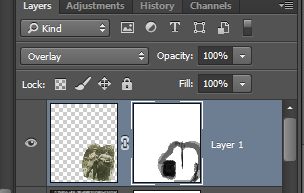 Layers Adjustments History Channels
Kind
Overlay Opacity: 100%
Lock: Fill: 100%
Layer 1